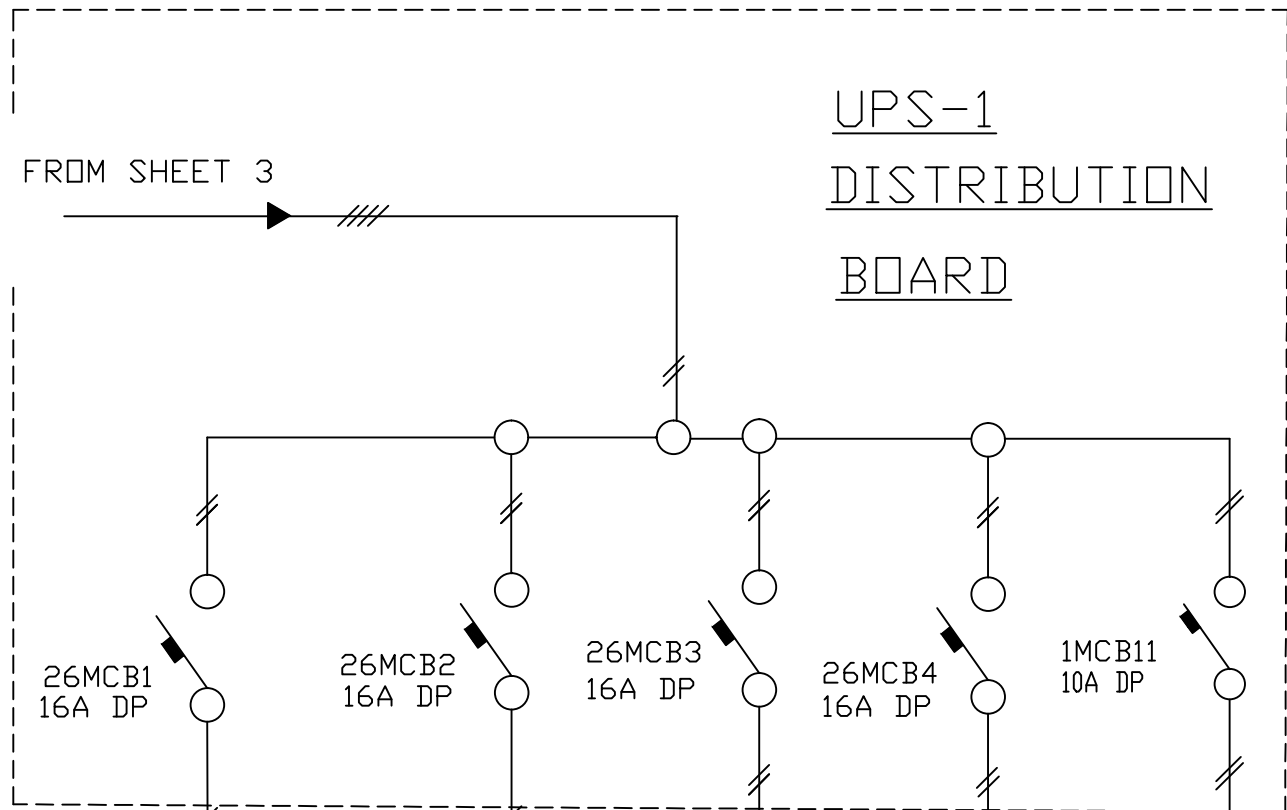 UPS-1
DISTRIBUTION
BOARD
FROM SHEET 3
26MCB1
16A DP
26MCB2
16A DP
26MCB3
16A DP
26MCB4
16A DP
1MCB11
10A DP